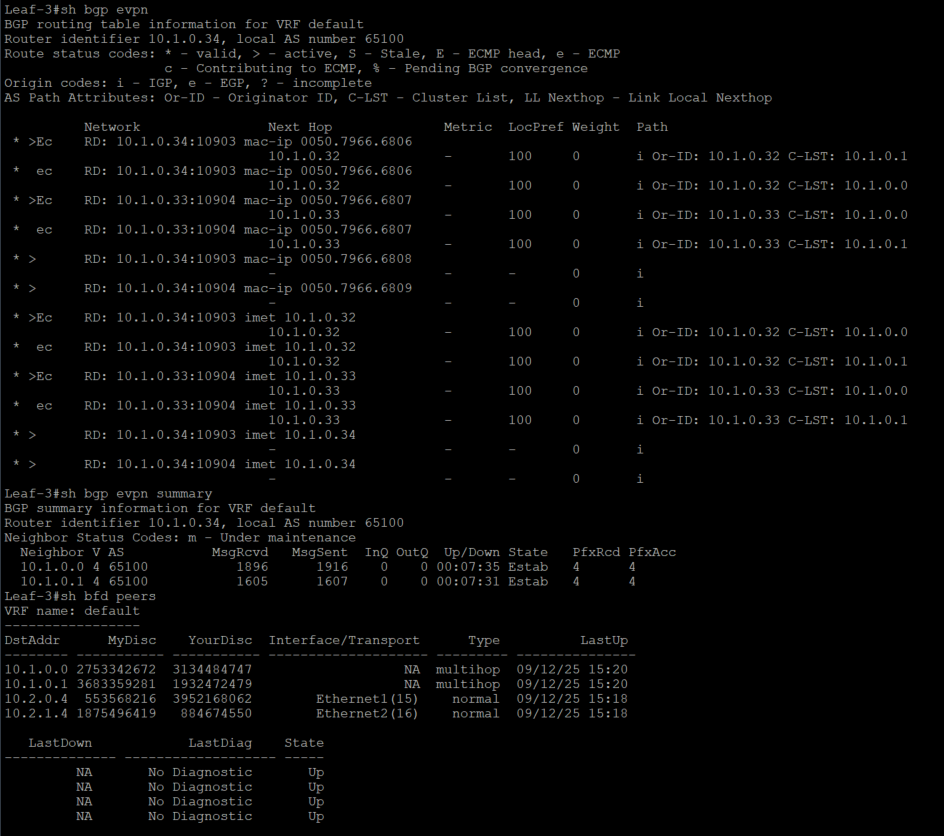 Leaf-3#sh bgp evpn
BGP routing table information for VRF default
Router identifier 10.1.0.34, local AS number 65100
Route status codes: * - valid, > - active, S - Stale, E - ECMP head, e - ECMP
                    c - Contributing to ECMP, % - Pending BGP convergence
Origin codes: i - IGP, e - EGP, ? - incomplete
AS Path Attributes: Or-ID - Originator ID, C-LST - Cluster List, LL Nexthop - Link Local Nexthop

          Network                Next Hop              Metric  LocPref Weight  Path
 * >Ec    RD: 10.1.0.34:10903 mac-ip 0050.7966.6806
                                 10.1.0.32             -       100     0       i Or-ID: 10.1.0.32 C-LST: 10.1.0.1
 *  ec    RD: 10.1.0.34:10903 mac-ip 0050.7966.6806
                                 10.1.0.32             -       100     0       i Or-ID: 10.1.0.32 C-LST: 10.1.0.0
 * >Ec    RD: 10.1.0.33:10904 mac-ip 0050.7966.6807
                                 10.1.0.33             -       100     0       i Or-ID: 10.1.0.33 C-LST: 10.1.0.0
 *  ec    RD: 10.1.0.33:10904 mac-ip 0050.7966.6807
                                 10.1.0.33             -       100     0       i Or-ID: 10.1.0.33 C-LST: 10.1.0.1
 * >      RD: 10.1.0.34:10903 mac-ip 0050.7966.6808
                                 -                     -       -       0       i
 * >      RD: 10.1.0.34:10904 mac-ip 0050.7966.6809
                                 -                     -       -       0       i
 * >Ec    RD: 10.1.0.34:10903 imet 10.1.0.32
                                 10.1.0.32             -       100     0       i Or-ID: 10.1.0.32 C-LST: 10.1.0.0
 *  ec    RD: 10.1.0.34:10903 imet 10.1.0.32
                                 10.1.0.32             -       100     0       i Or-ID: 10.1.0.32 C-LST: 10.1.0.1
 * >Ec    RD: 10.1.0.33:10904 imet 10.1.0.33
                                 10.1.0.33             -       100     0       i Or-ID: 10.1.0.33 C-LST: 10.1.0.0
 *  ec    RD: 10.1.0.33:10904 imet 10.1.0.33
                                 10.1.0.33             -       100     0       i Or-ID: 10.1.0.33 C-LST: 10.1.0.1
 * >      RD: 10.1.0.34:10903 imet 10.1.0.34
                                 -                     -       -       0       i
 * >      RD: 10.1.0.34:10904 imet 10.1.0.34
                                 -                     -       -       0       i
Leaf-3#sh bgp evpn summary
BGP summary information for VRF default
Router identifier 10.1.0.34, local AS number 65100
Neighbor Status Codes: m - Under maintenance
  Neighbor V AS           MsgRcvd   MsgSent  InQ OutQ  Up/Down State   PfxRcd PfxAcc
  10.1.0.0 4 65100           1896      1916    0    0 00:07:35 Estab   4      4
  10.1.0.1 4 65100           1605      1607    0    0 00:07:31 Estab   4      4
Leaf-3#sh bfd peers
VRF name: default
-----------------
DstAddr      MyDisc    YourDisc  Interface/Transport      Type          LastUp
-------- ----------- ----------- -------------------- --------- ---------------
10.1.0.0 2753342672  3134484747                   NA  multihop  09/12/25 15:20
10.1.0.1 3683359281  1932472479                   NA  multihop  09/12/25 15:20
10.2.0.4  553568216  3952168062        Ethernet1(15)    normal  09/12/25 15:18
10.2.1.4 1875496419   884674550        Ethernet2(16)    normal  09/12/25 15:18

   LastDown            LastDiag    State
-------------- ------------------- -----
         NA       No Diagnostic       Up
         NA       No Diagnostic       Up
         NA       No Diagnostic       Up
         NA       No Diagnostic       Up